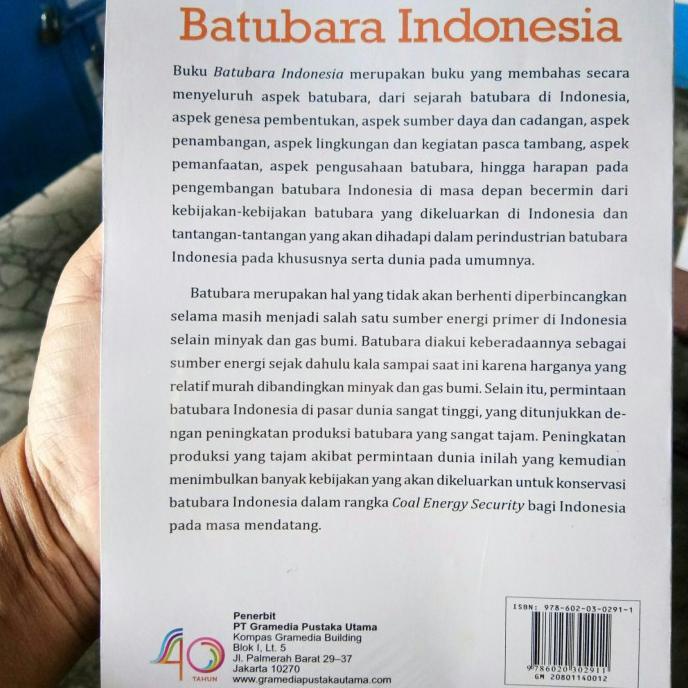 Batubara Indonesia
Buku Batubara Indonesia merupakan buku yang membahas secara
menyeluruh aspek batubara, dari sejarah batubara di Indonesia,
aspek genesa pembentukan, aspek sumber daya dan cadangan, aspek
penambangan, aspek lingkungan dan kegiatan pasca tambang, aspek
pemanfaatan, aspek pengusahaan batubara, hingga harapan pada
pengembangan batubara Indonesia di masa depan becermin dari
kebijakan-kebijakan batubara yang dikeluarkan di Indonesia dan
tantangan-tantangan yang akan dihadapi dalam perindustrian batubara
Indonesia pada khususnya serta dunia pada umumnya.
Batubara merupakan hal yang tidak akan berhenti diperbincangkan
selama masih menjadi salah satu sumber energi primer di Indonesia
selain minyak dan gas bumi. Batubara diakui keberadaannya sebagai
sumber energi sejak dahulu kala sampai saat ini karena harganya yang
relatif murah dibandingkan minyak dan gas bumi. Selain itu, permintaan
batubara Indonesia di pasar dunia sangat tinggi, yang ditunjukkan de-
ngan peningkatan produksi batubara yang sangat tajam. Peningkatan
produksi yang tajam akibat permintaan dunia inilah yang kemudian
menimbulkan banyak kebijakan yang akan dikeluarkan untuk konservasi
batubara Indonesia dalam rangka Coal Energy Security bagi Indonesia
pada masa mendatang.
40
TAHUN
Penerbit
PT Gramedia Pustaka Utama
Kompas Gramedia Building
Blok I, Lt. 5
Jl. Palmerah Barat 29–37
Jakarta 10270
www.gramediapustakautama.com
ISBN: 978-602-03-0291-1
9786020302911
GM 20801140012